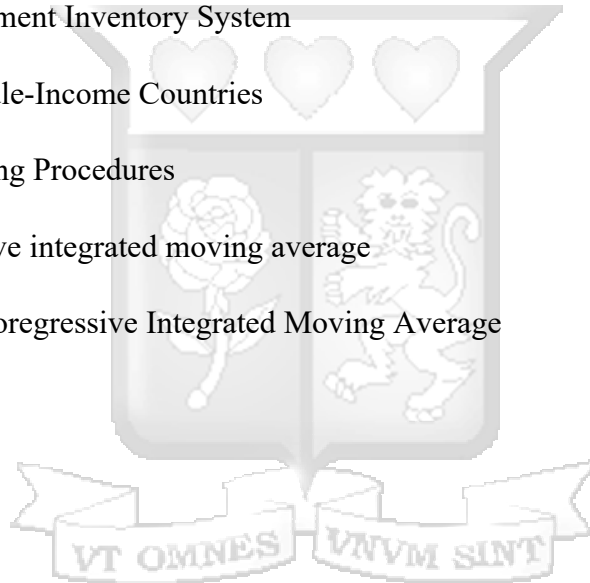 ment Inventory System
le-Income Countries
ng Procedures
ve integrated moving average
oregressive Integrated Moving Average
VT OMNES VNVM SINT